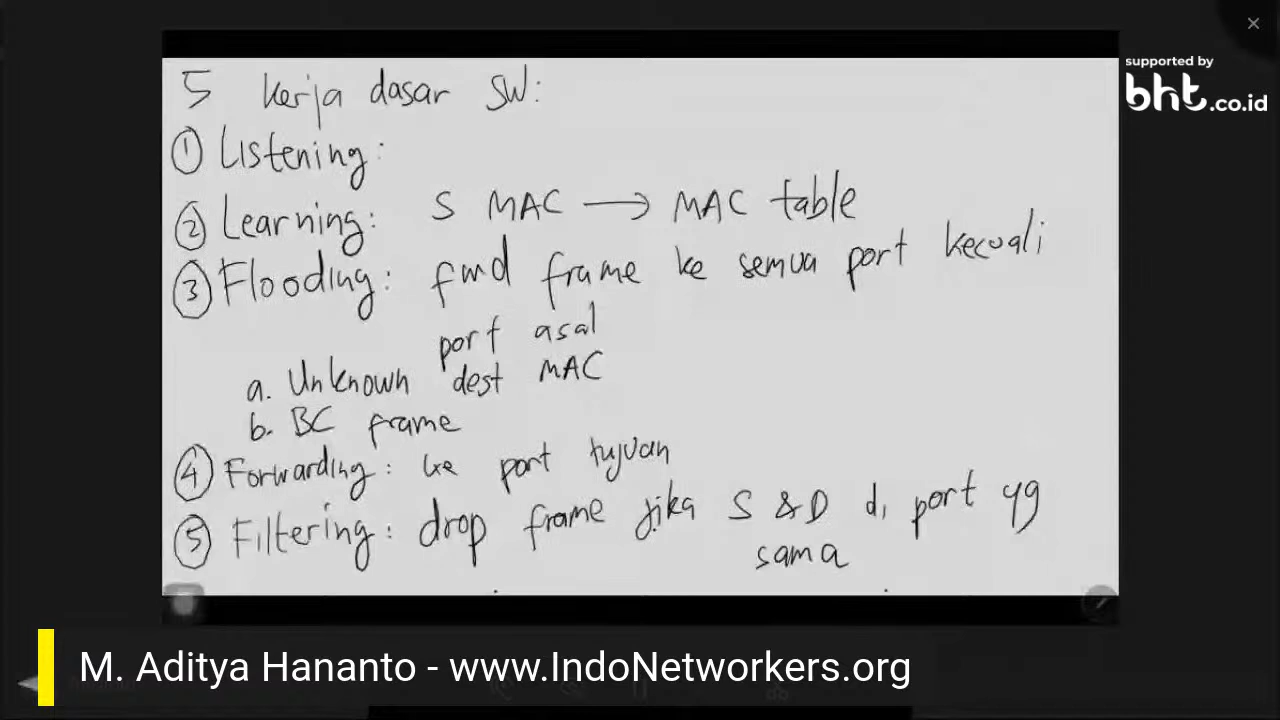 supported by
bht.co.id
5 kerja dasar SW:
① Listening:
② Learning: S MAC → MAC table
③ Flooding: fwd frame ke semua port kecuali
port asal
a. Unknown dest MAC
b. BC frame
④ Forwarding: ke port tujuan
⑤ Filtering: drop frame jika S & D di port yg
sama
M. Aditya Hananto - www.IndoNetworkers.org